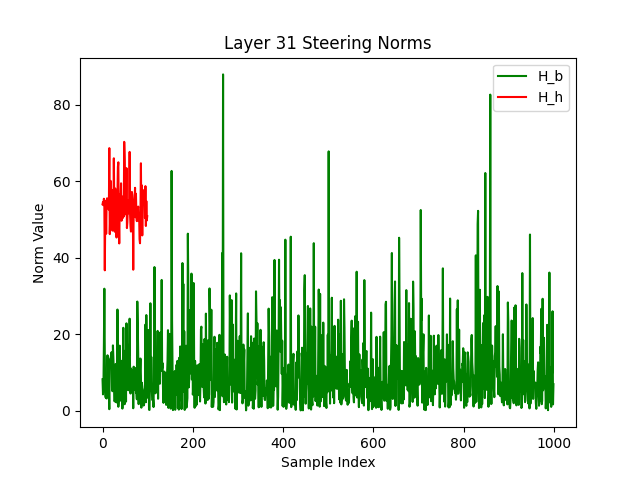 Layer 31 Steering Norms
H_b
H_h
Norm Value
80
60
40
20
0
0 200 400 600 800 1000
Sample Index